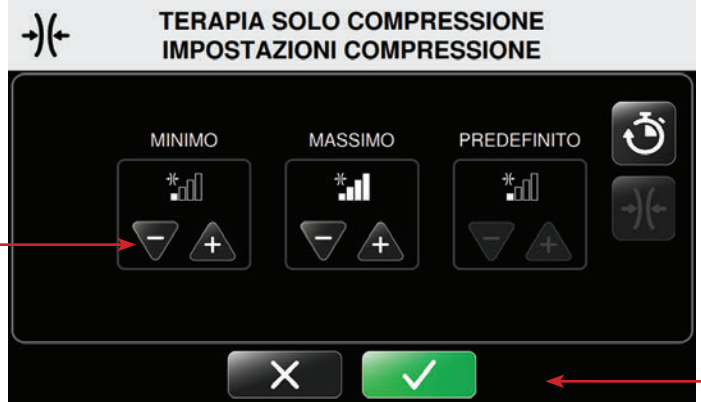 TERAPIA SOLO COMPRESSIONE
IMPOSTAZIONI COMPRESSIONE
MINIMO MASSIMO PREDEFINITO
- + - + - +